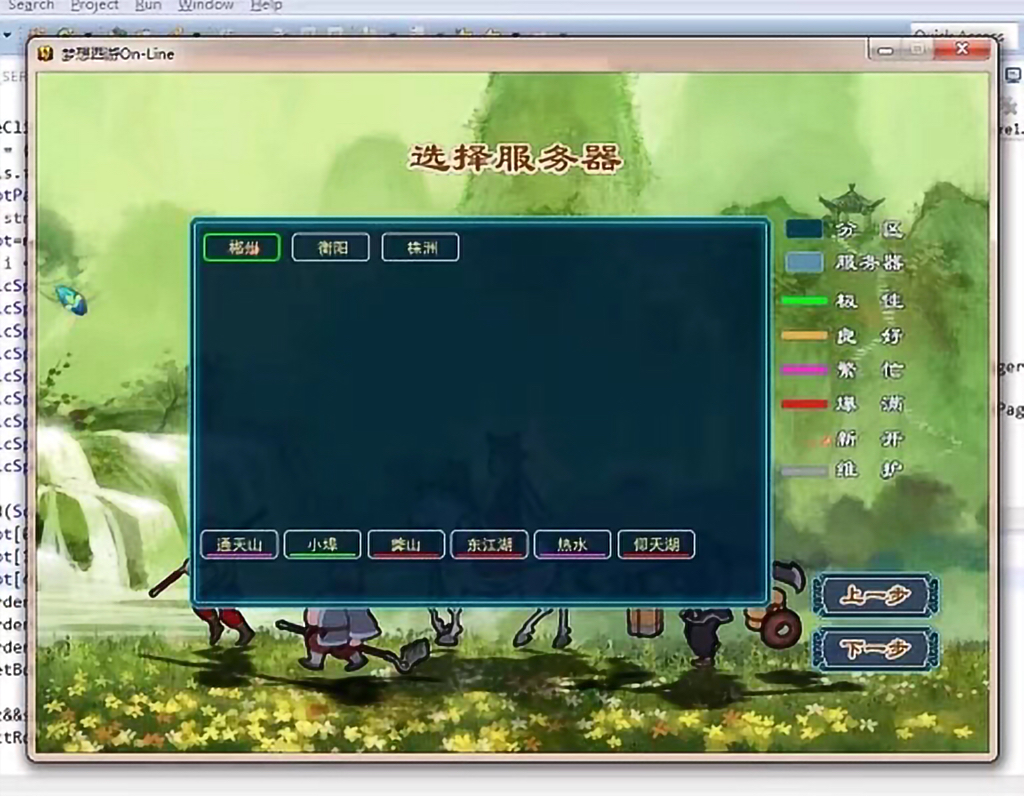 Search Project Run Window Help
Quick Access
梦想西游On-Line
选择服务器
郴州 衡阳 株洲
分 区
服务器
极 佳
良 好
繁 忙
爆 满
新 开
维 护
通天山 小埠 东江湖 热水 仰天湖
上一步
下一步